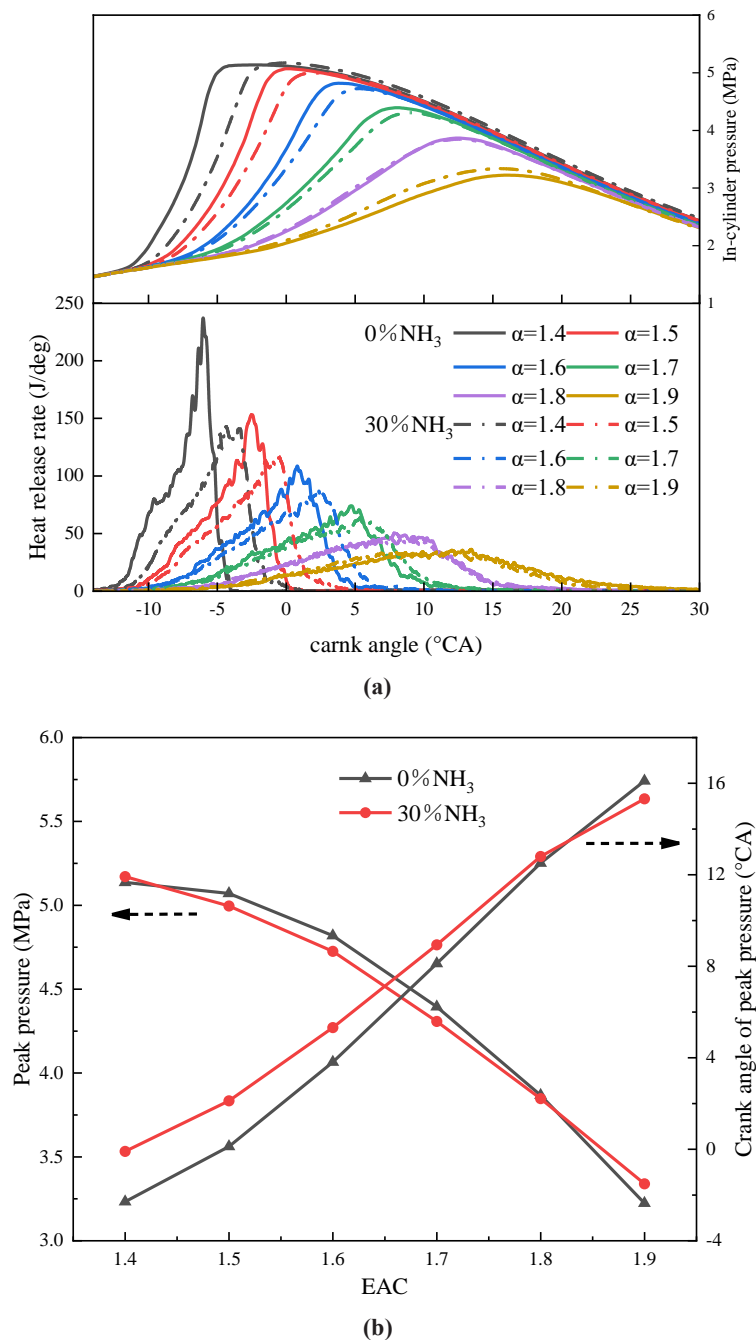 6
5
4
3
2
1
In-cylinder pressure (MPa)
250
200
150
100
50
0
Heat release rate (J/deg)
0%NH₃ α=1.4 α=1.5
α=1.6 α=1.7
α=1.8 α=1.9
30%NH₃ α=1.4 α=1.5
α=1.6 α=1.7
α=1.8 α=1.9
-10 -5 0 5 10 15 20 25 30
carnk angle (°CA)
(a)
6.0
5.5
5.0
4.5
4.0
3.5
3.0
Peak pressure (MPa)
0%NH₃
30%NH₃
16
12
8
4
0
-4
Crank angle of peak pressure (°CA)
1.4 1.5 1.6 1.7 1.8 1.9
EAC
(b)